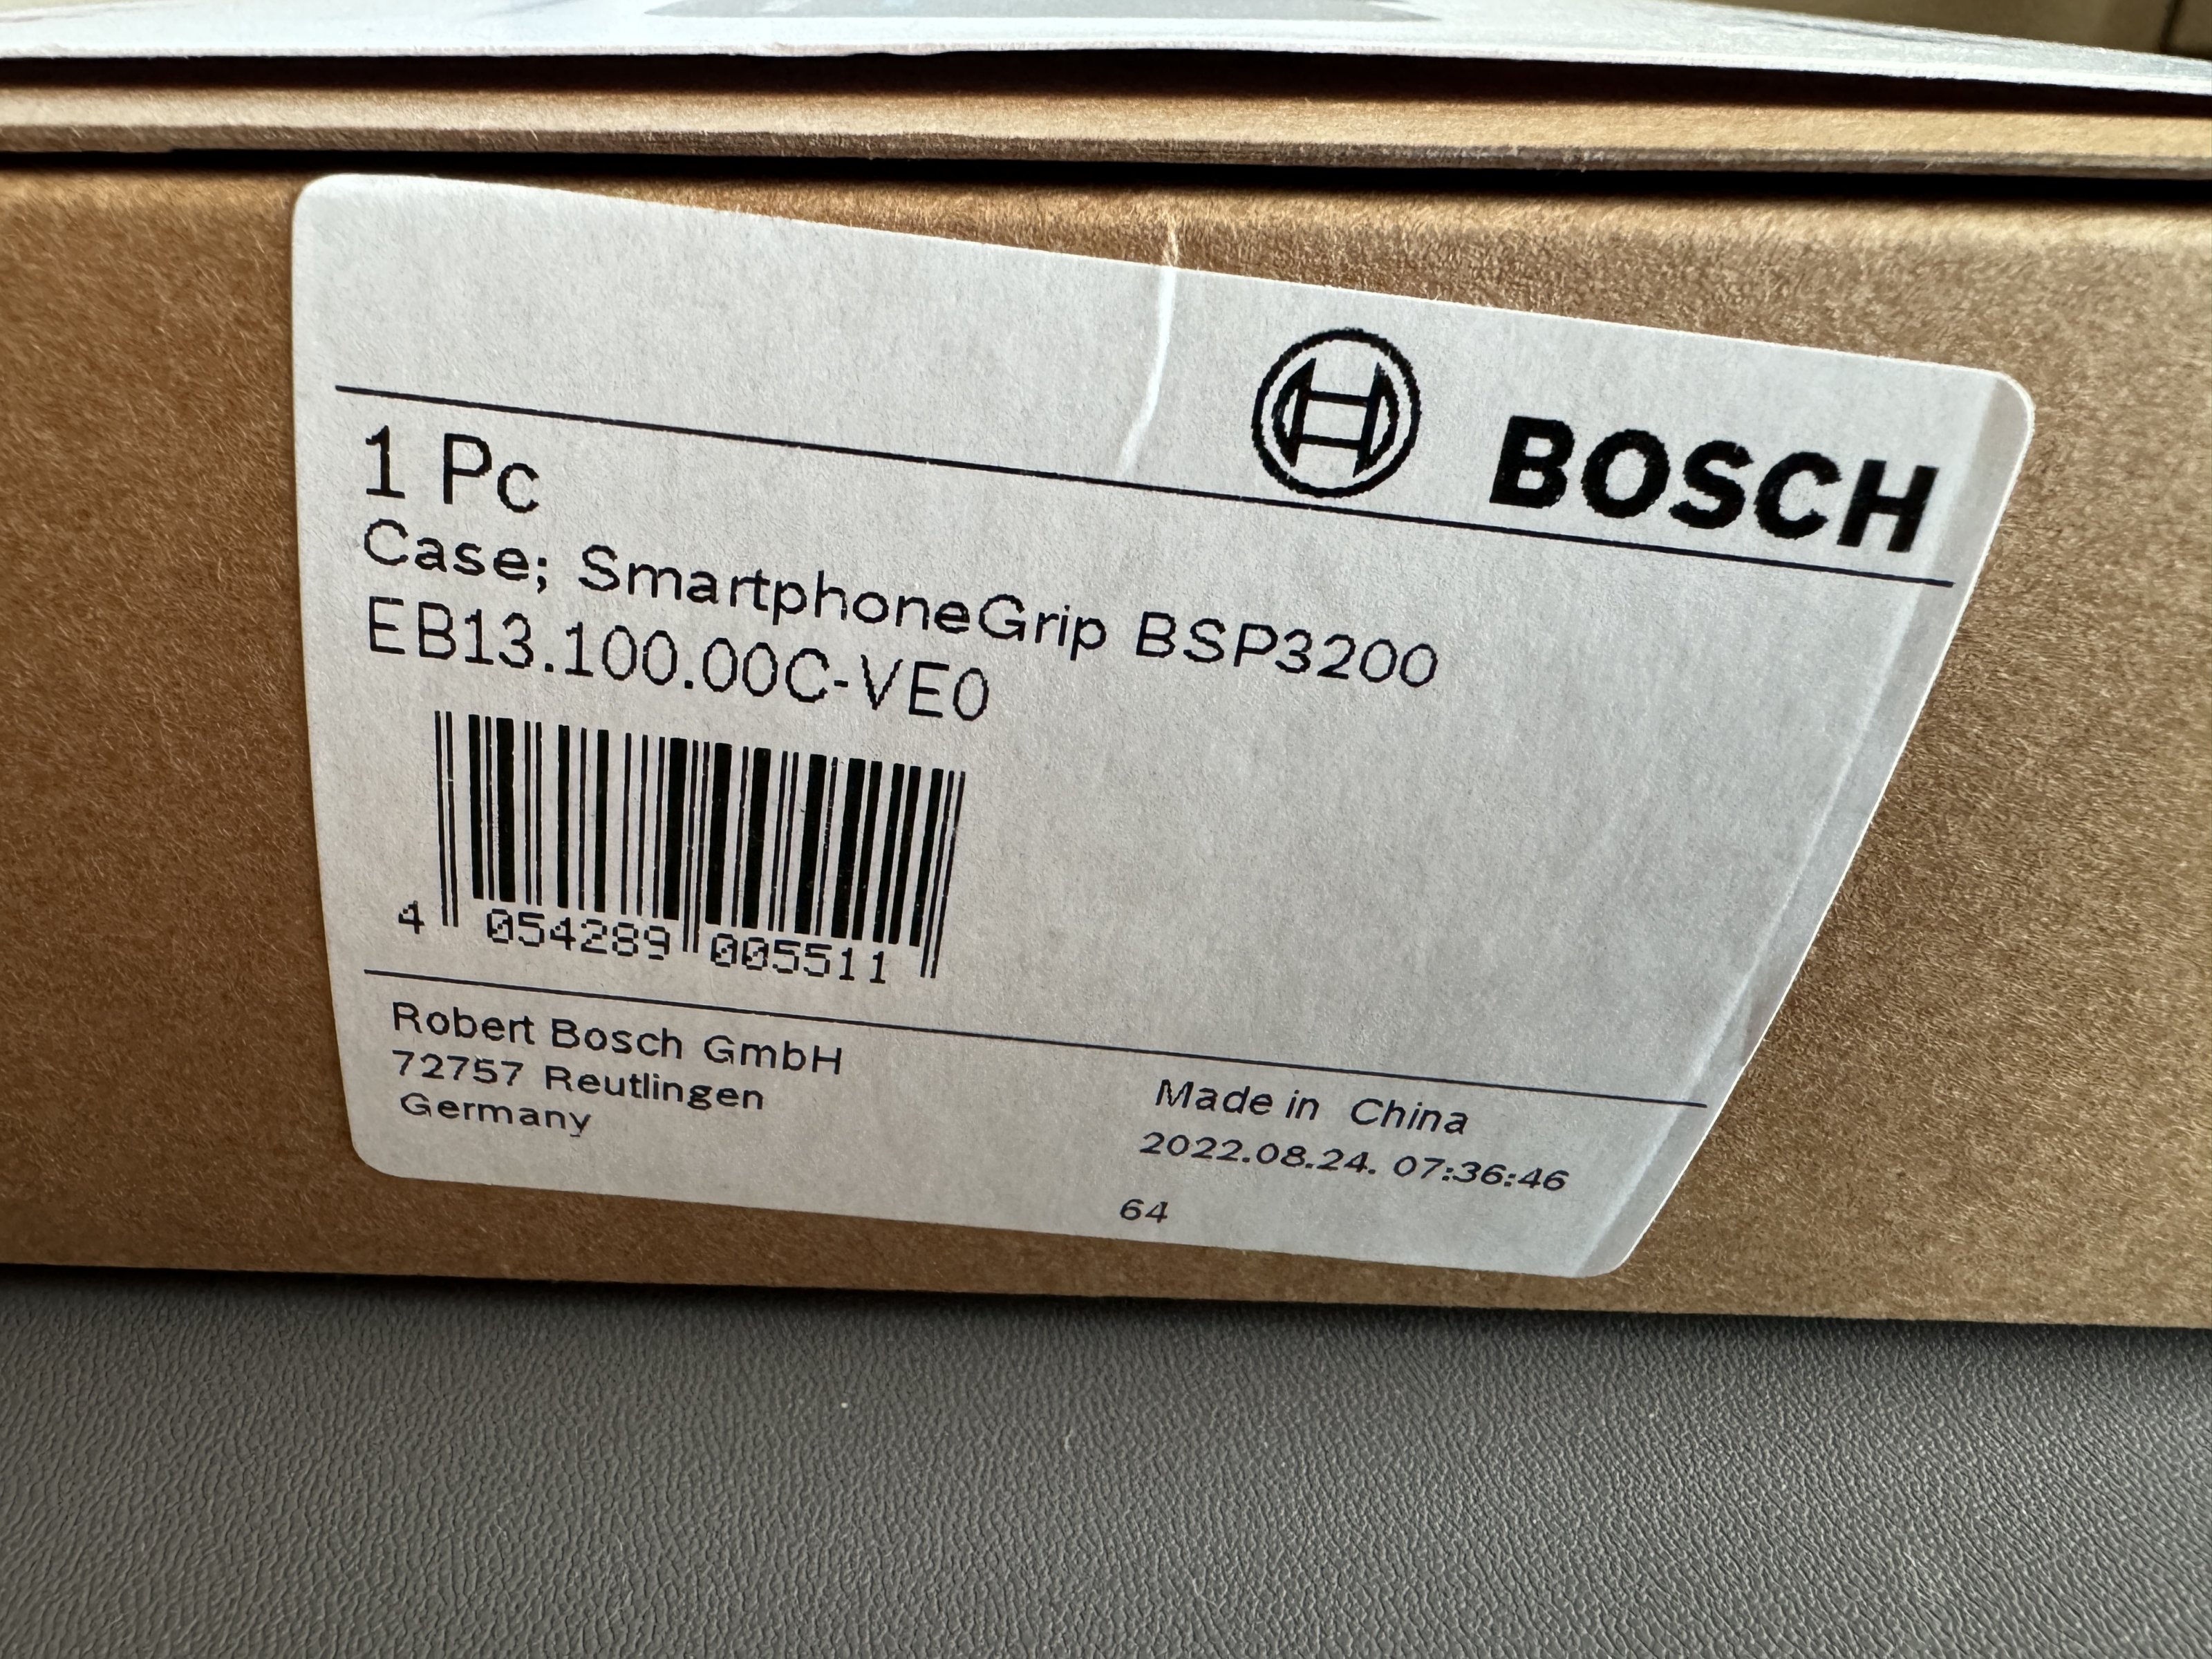 BOSCH
1 Pc
Case; SmartphoneGrip BSP3200
EB13.100.00C-VE0
4 054289 005511
Robert Bosch GmbH
72757 Reutlingen
Germany
Made in China
2022.08.24. 07:36:46
64